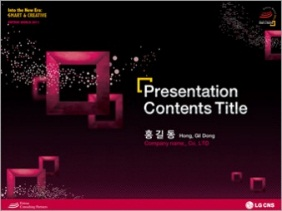 Into the New Era:
SMART & CREATIVE
Presentation
Contents Title
홍 길 동 Hong, Gil Dong
Company name., Co. LTD
LG CNS